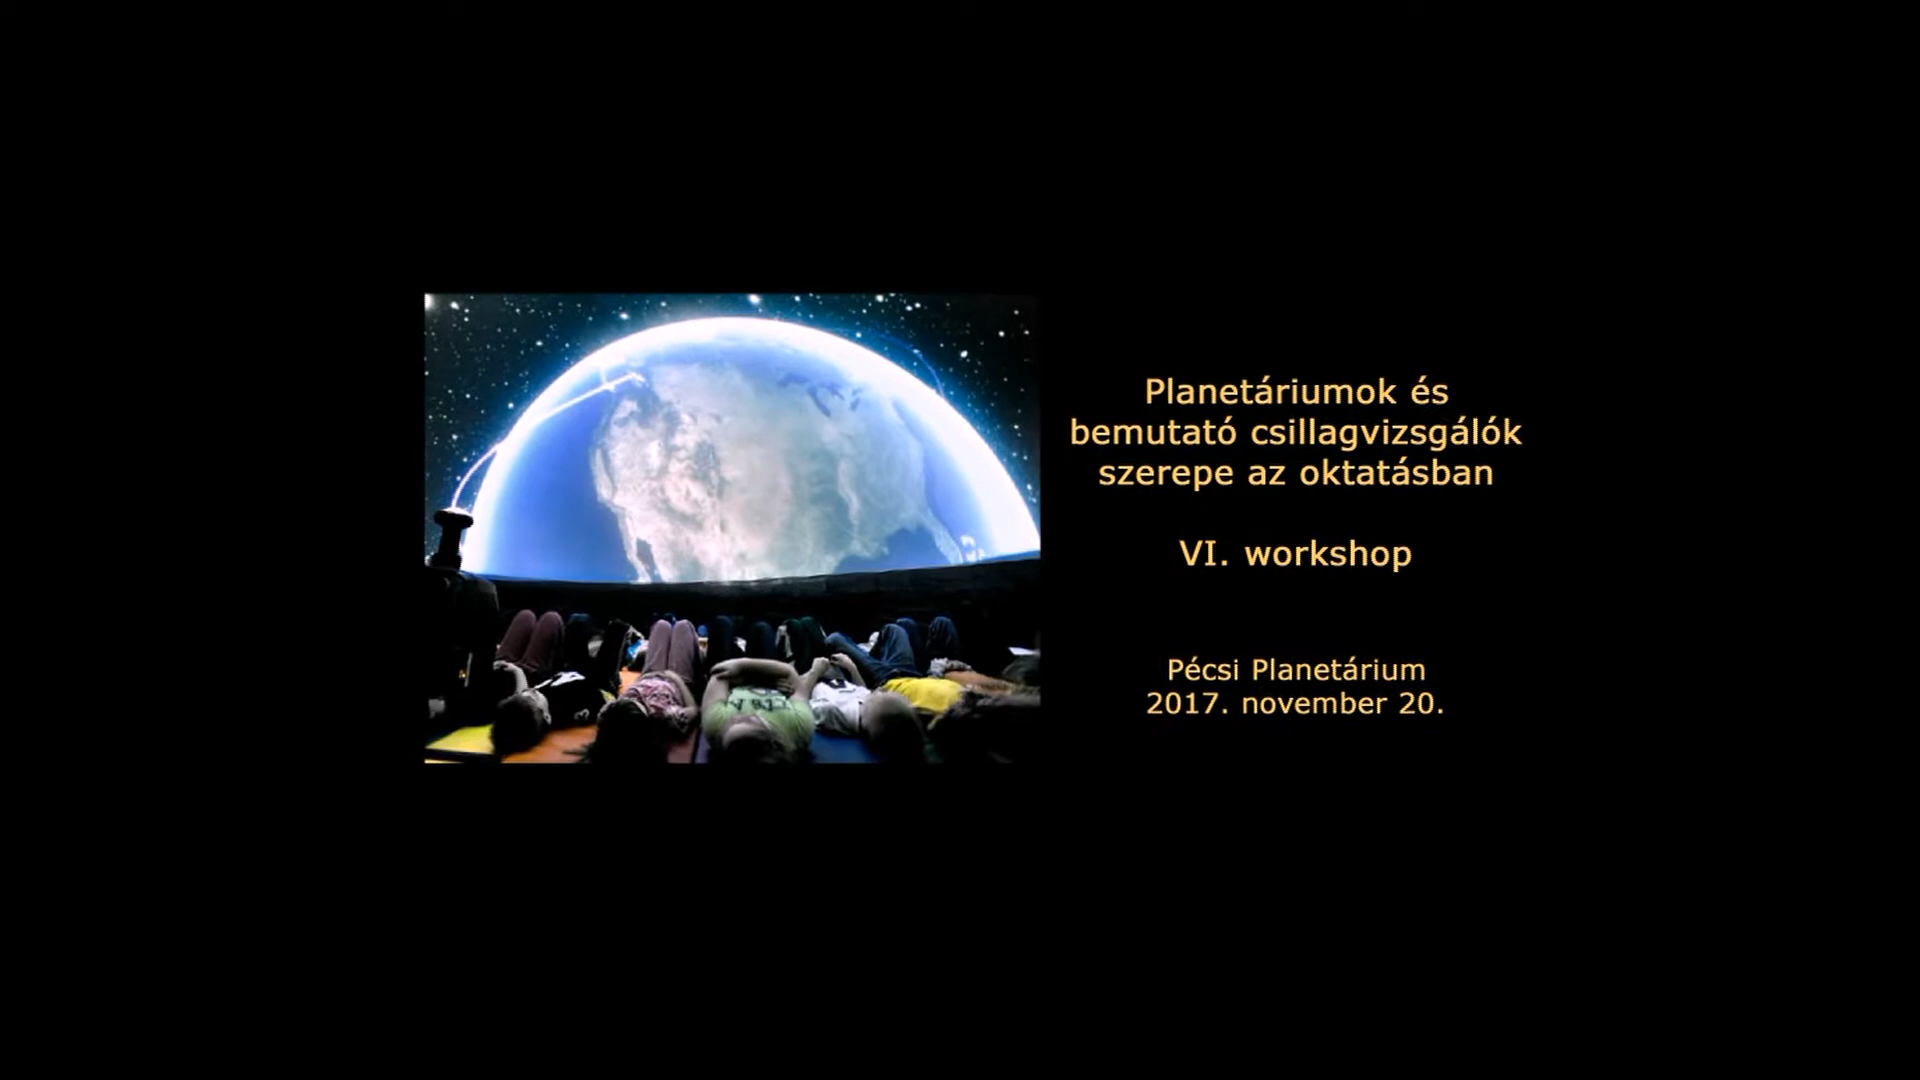 Planetáriumok és
bemutató csillagvizsgálók
szerepe az oktatásban
VI. workshop
Pécsi Planetárium
2017. november 20.